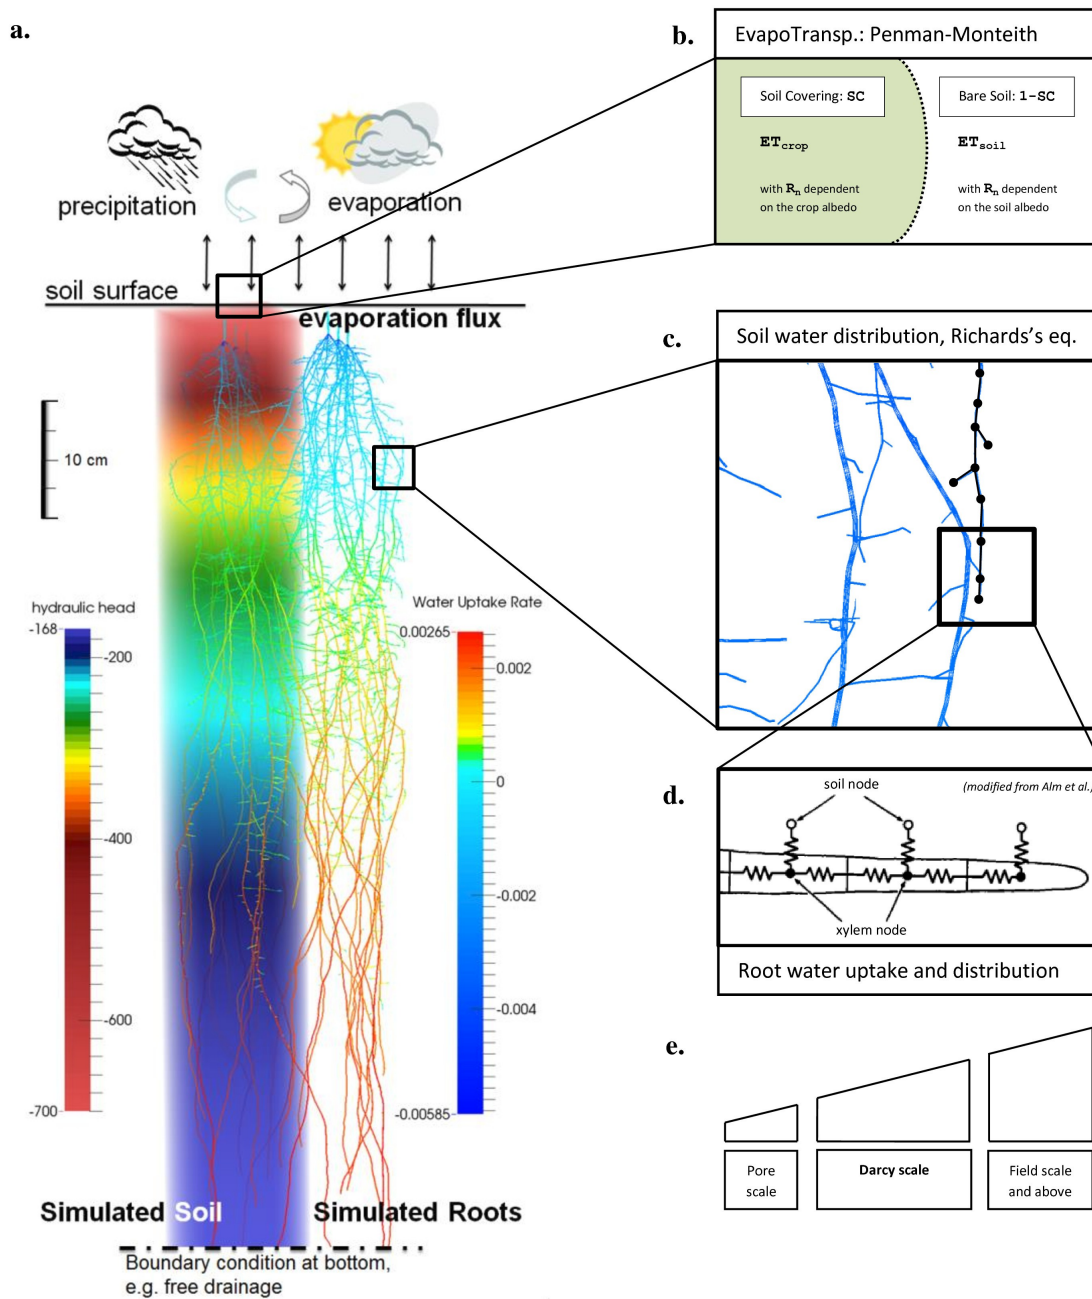 a.
precipitation
evaporation
soil surface
evaporation flux
10 cm
hydraulic head
-168
-200
-400
-600
-700
Water Uptake Rate
0.00265
0.002
0
-0.002
-0.004
-0.00585
Simulated Soil
Simulated Roots
Boundary condition at bottom,
e.g. free drainage
b.
EvapoTransp.: Penman-Monteith
Soil Covering: SC
Bare Soil: 1-SC
ETcrop
ETsoil
with Rn dependent
on the crop albedo
with Rn dependent
on the soil albedo
c.
Soil water distribution, Richards's eq.
d.
soil node
(modified from Alm et al.)
xylem node
Root water uptake and distribution
e.
Pore
scale
Darcy scale
Field scale
and above